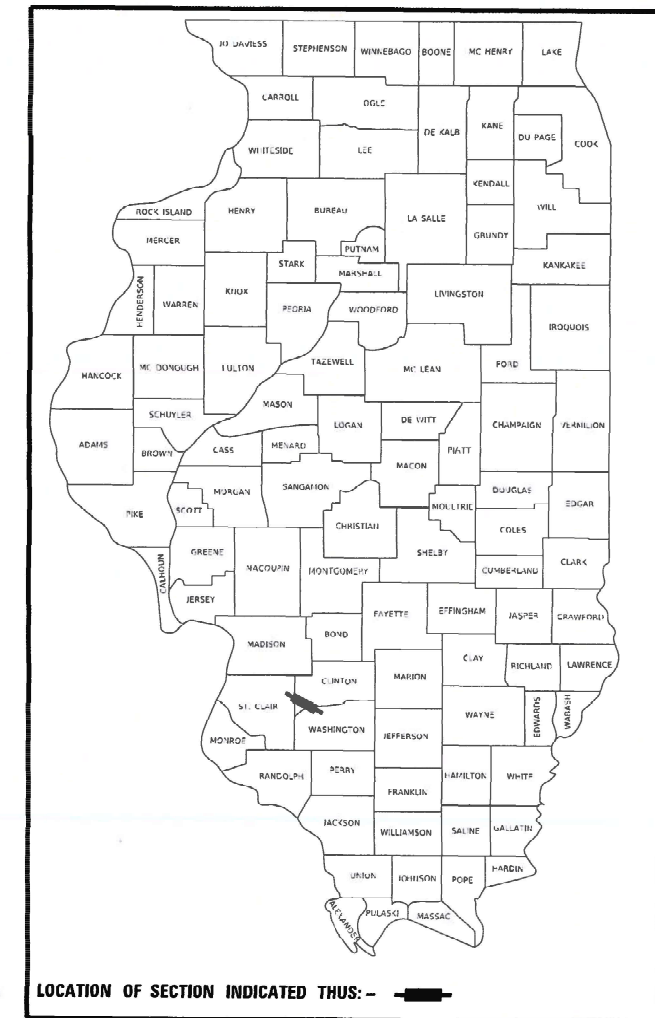 JO DAVIESS STEPHENSON WINNEBAGO BOONE MC HENRY LAKE
CARROLL OGLE
DE KALB KANE DU PAGE COOK
WHITESIDE LEE
KENDALL
ROCK ISLAND HENRY BUREAU LA SALLE WILL
MERCER PUTNAM GRUNDY
STARK MARSHALL KANKAKEE
HENDERSON WARREN KNOX PEORIA WOODFORD LIVINGSTON
IROQUOIS
HANCOCK MC DONOUGH FULTON TAZEWELL MC LEAN FORD
MASON
SCHUYLER LOGAN DE WITT CHAMPAIGN VERMILION
ADAMS BROWN CASS MENARD PIATT
MACON
MORGAN SANGAMON DOUGLAS
PIKE SCOTT MOULTRIE EDGAR
CHRISTIAN COLES
GREENE SHELBY
CALHOUN MACOUPIN MONTGOMERY CUMBERLAND CLARK
JERSEY
FAYETTE EFFINGHAM JASPER CRAWFORD
MADISON BOND
CLAY RICHLAND LAWRENCE
CLINTON MARION
ST. CLAIR WAYNE EDWARDS WABASH
WASHINGTON JEFFERSON
MONROE
RANDOLPH PERRY HAMILTON WHITE
FRANKLIN
JACKSON WILLIAMSON SALINE GALLATIN
UNION JOHNSON POPE HARDIN
ALEXANDER PULASKI MASSAC
LOCATION OF SECTION INDICATED THUS: -